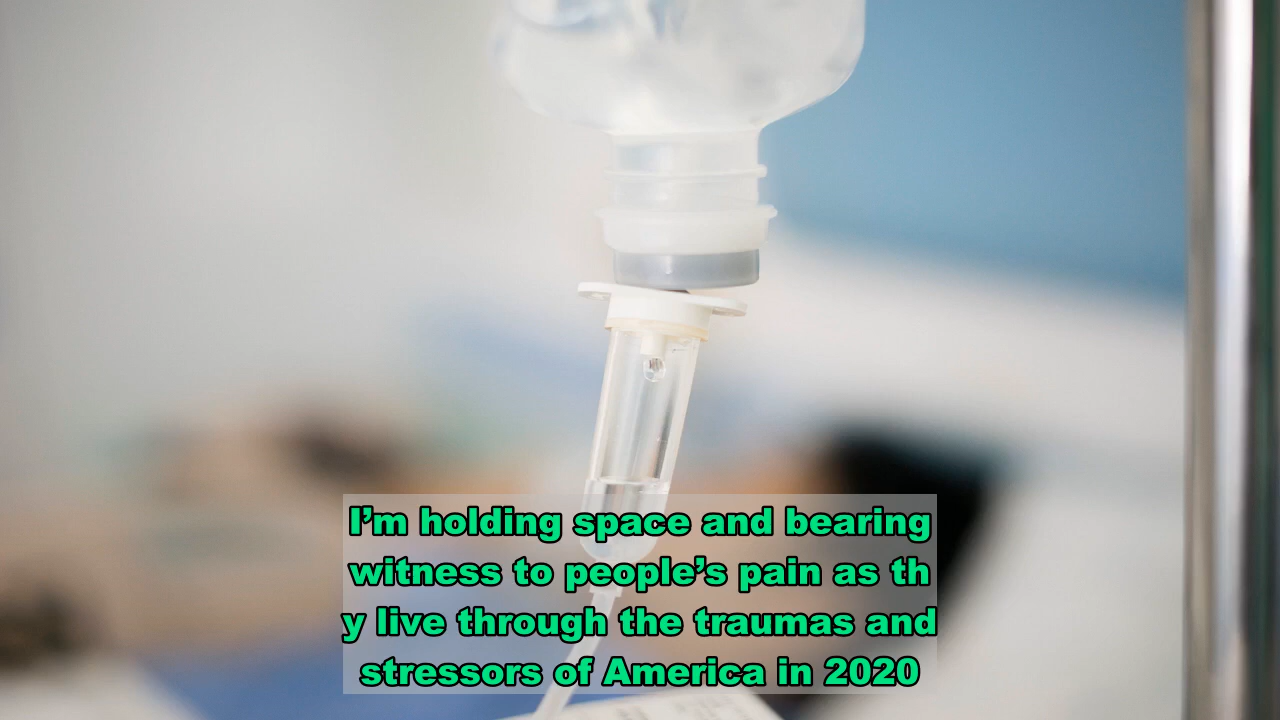 I’m holding space and bearing
witness to people’s pain as th
y live through the traumas and
stressors of America in 2020